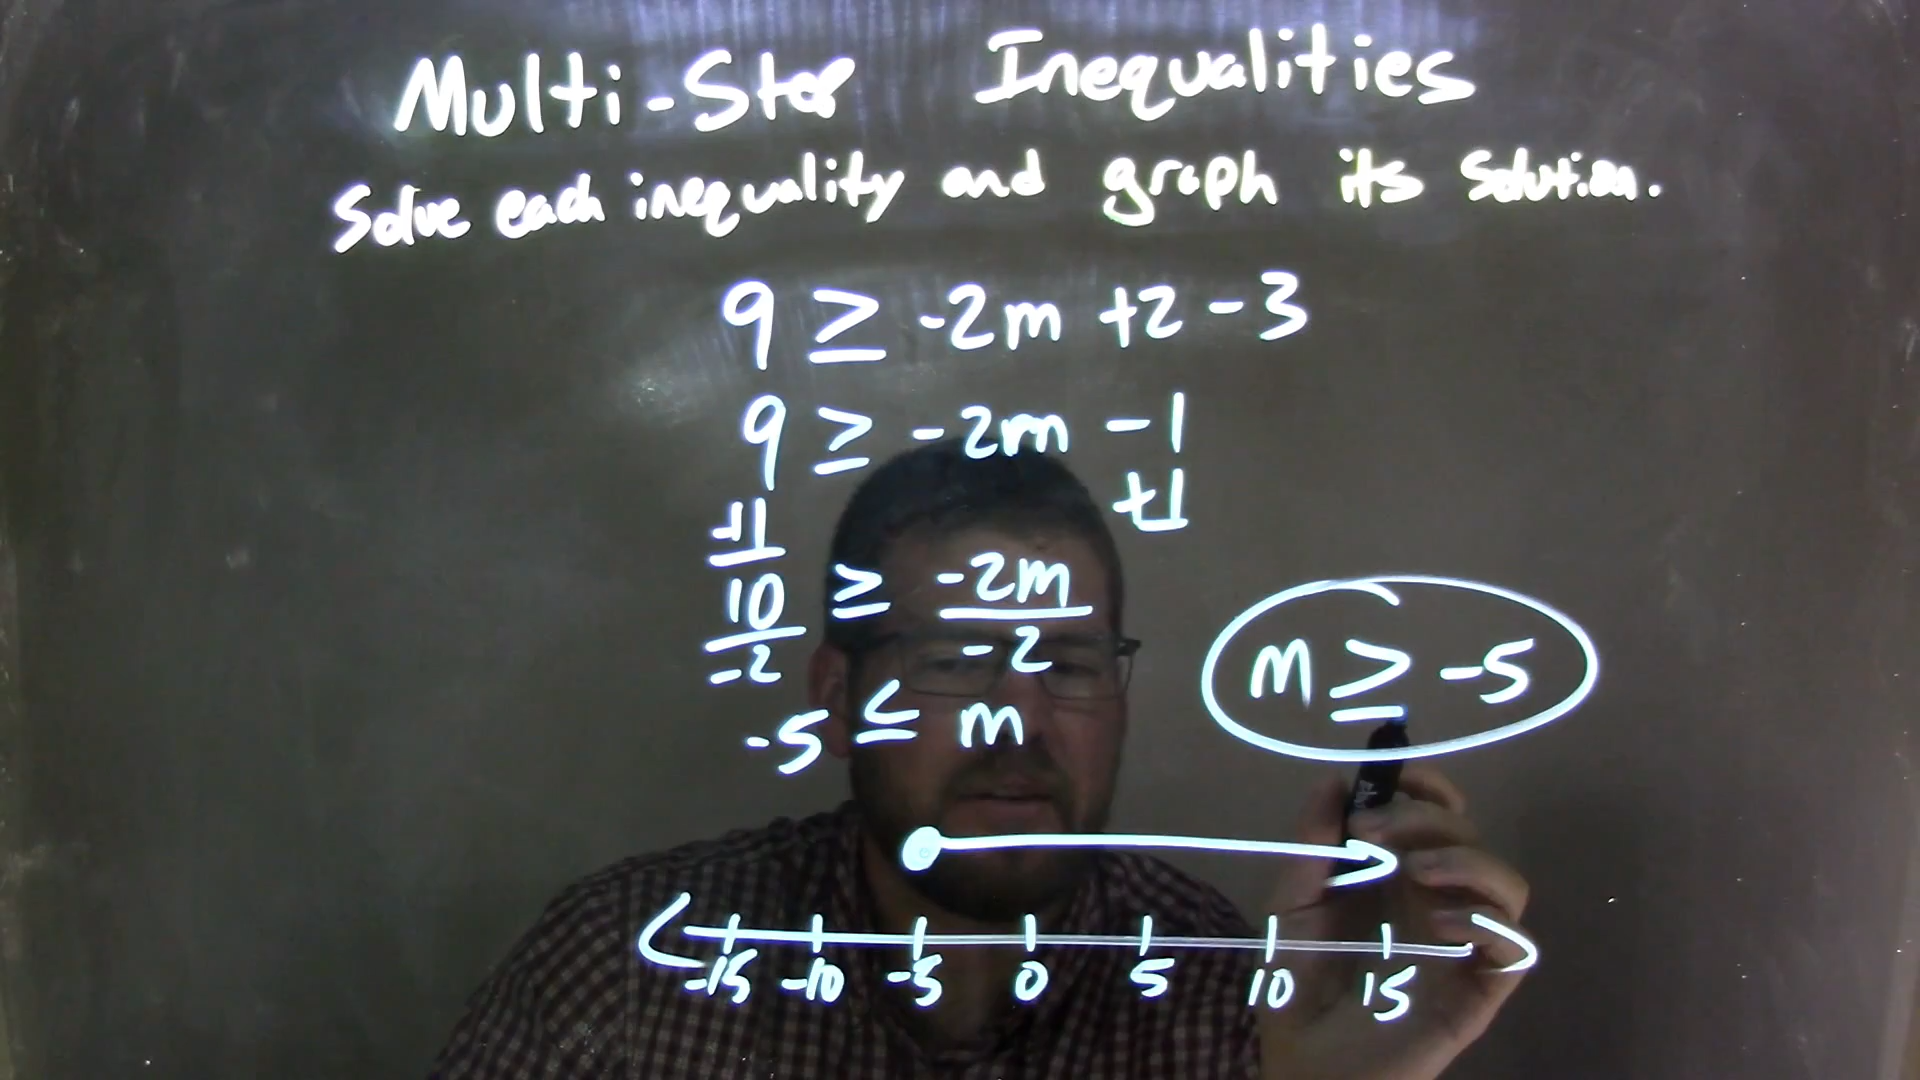 Multi-Step Inequalities
Solve each inequality and graph its solution.
9 ≥ -2m +2 -3
9 ≥ -2m -1
+1 +1
10 ≥ -2m
-2 -2
-5 ≤ m
m ≥ -5
-15 -10 -5 0 5 10 15